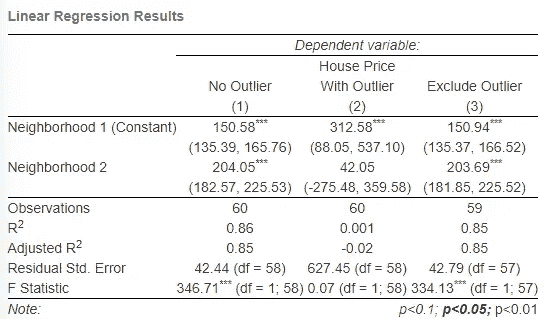 Linear Regression Results
Dependent variable:
House Price
No Outlier With Outlier Exclude Outlier
(1) (2) (3)
Neighborhood 1 (Constant) 150.58*** 312.58*** 150.94***
(135.39, 165.76) (88.05, 537.10) (135.37, 166.52)
Neighborhood 2 204.05*** 42.05 203.69***
(182.57, 225.53) (-275.48, 359.58) (181.85, 225.52)
Observations 60 60 59
R2 0.86 0.001 0.85
Adjusted R2 0.85 -0.02 0.85
Residual Std. Error 42.44 (df = 58) 627.45 (df = 58) 42.79 (df = 57)
F Statistic 346.71*** (df = 1; 58) 0.07 (df = 1; 58) 334.13*** (df = 1; 57)
Note: p<0.1; p<0.05; p<0.01